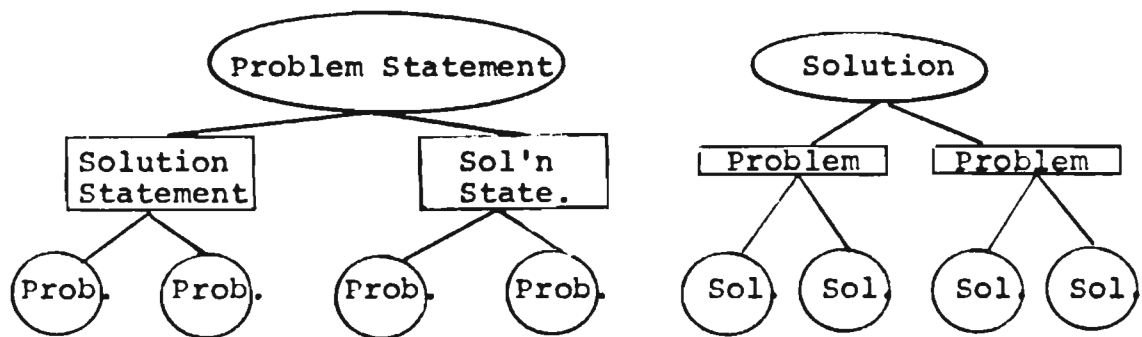 Problem Statement
Solution
Solution
Statement
Sol'n
State.
Problem
Problem
Prob.
Prob.
Prob.
Prob.
Sol.
Sol.
Sol.
Sol.